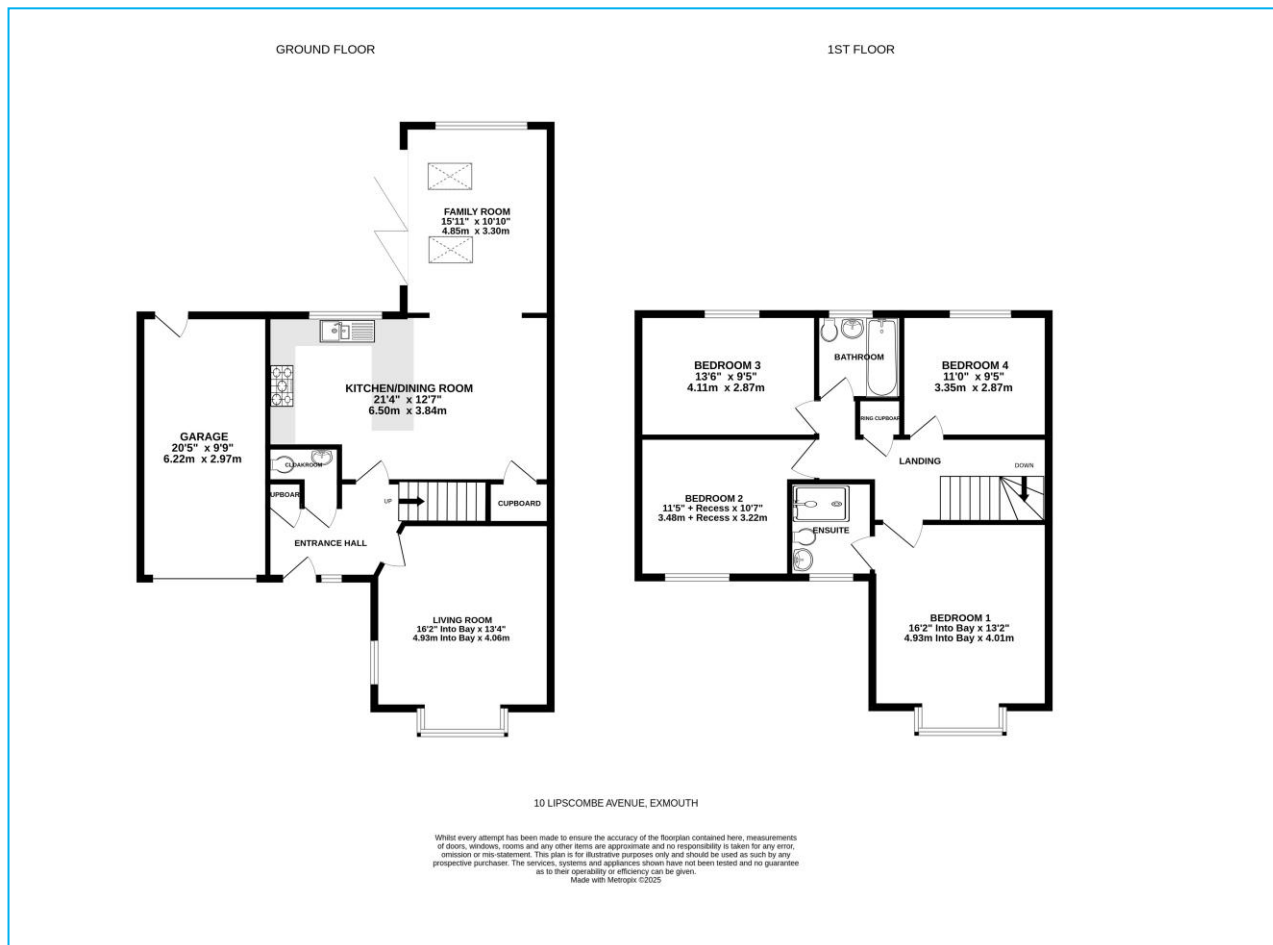 GROUND FLOOR
1ST FLOOR
FAMILY ROOM
15'11" x 10'10"
4.85m x 3.30m
KITCHEN/DINING ROOM
21'4" x 12'7"
6.50m x 3.84m
GARAGE
20'5" x 9'9"
6.22m x 2.97m
CLOAKROOM
UPBOAR
UP
CUPBOARD
ENTRANCE HALL
LIVING ROOM
16'2" Into Bay x 13'4"
4.93m Into Bay x 4.06m
BEDROOM 3
13'6" x 9'5"
4.11m x 2.87m
BATHROOM
BEDROOM 4
11'0" x 9'5"
3.35m x 2.87m
RING CUPBOAR
LANDING
DOWN
BEDROOM 2
11'5" + Recess x 10'7"
3.48m + Recess x 3.22m
ENSUITE
BEDROOM 1
16'2" Into Bay x 13'2"
4.93m Into Bay x 4.01m
10 LIPSCOMBE AVENUE, EXMOUTH
Whilst every attempt has been made to ensure the accuracy of the floorplan contained here, measurements
of doors, windows, rooms and any other items are approximate and no responsibility is taken for any error,
omission or mis-statement. This plan is for illustrative purposes only and should be used as such by any
prospective purchaser. The services, systems and appliances shown have not been tested and no guarantee
as to their operability or efficiency can be given.
Made with Metropix ©2025